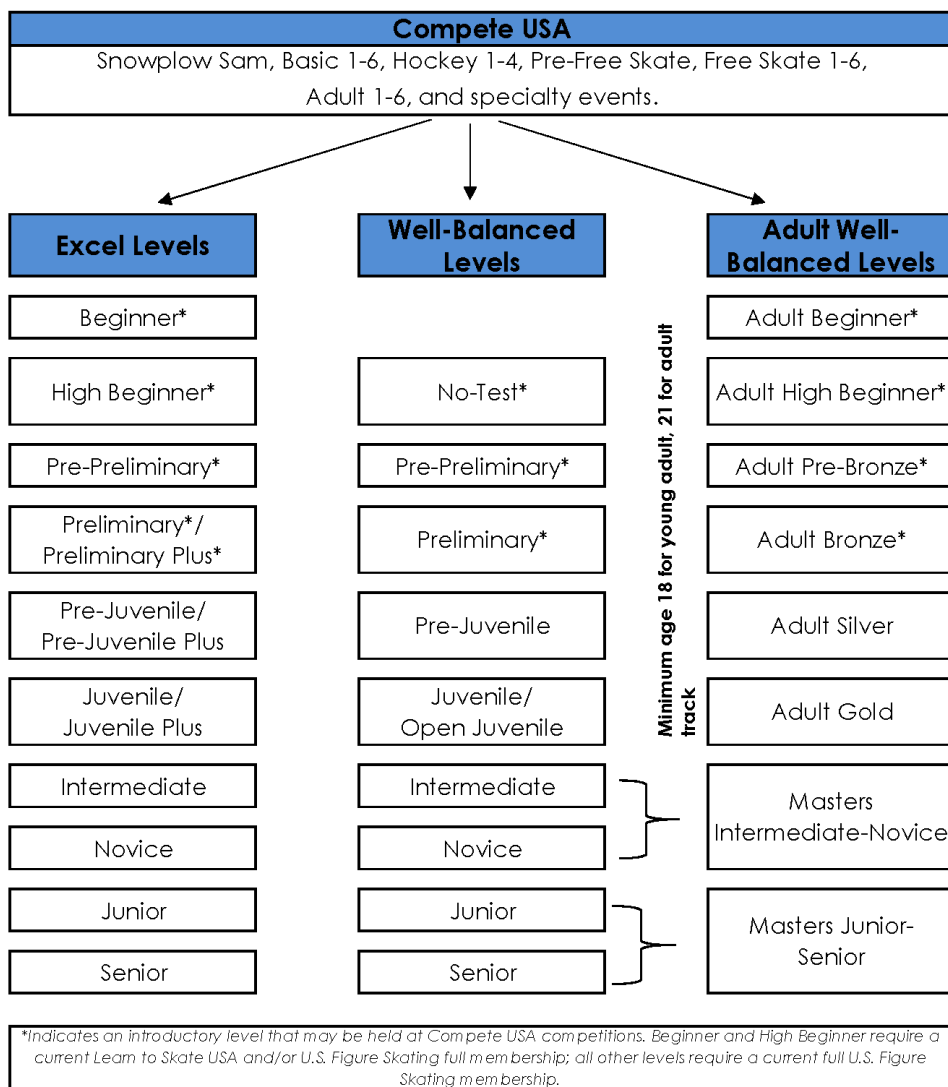 Compete USA
Snowplow Sam, Basic 1-6, Hockey 1-4, Pre-Free Skate, Free Skate 1-6,
Adult 1-6, and specialty events.
Excel Levels
Well-Balanced
Levels
Adult Well-
Balanced Levels
Beginner*
Adult Beginner*
High Beginner*
No-Test*
Adult High Beginner*
Pre-Preliminary*
Pre-Preliminary*
Adult Pre-Bronze*
Preliminary*/
Preliminary Plus*
Preliminary*
Adult Bronze*
Pre-Juvenile/
Pre-Juvenile Plus
Pre-Juvenile
Adult Silver
Juvenile/
Juvenile Plus
Juvenile/
Open Juvenile
Adult Gold
Minimum age 18 for young adult, 21 for adult
track
Intermediate
Intermediate
Masters
Intermediate-Novice
Novice
Novice
Junior
Junior
Masters Junior-
Senior
Senior
Senior
*Indicates an introductory level that may be held at Compete USA competitions. Beginner and High Beginner require a
current Learn to Skate USA and/or U.S. Figure Skating full membership; all other levels require a current full U.S. Figure
Skating membership.